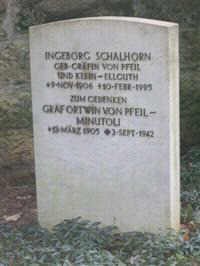 INGEBORG SCHALHORN
GEB·GRÄFIN VON PFEIL
UND KLEIN-ELLGUTH
*9·NOV·1906 +10·FEBR·1995
ZUM GEDENKEN
GRAF ORTWIN VON PFEIL-
MINUTOLI
*13·MÄRZ 1905 ✥3·SEPT·1942